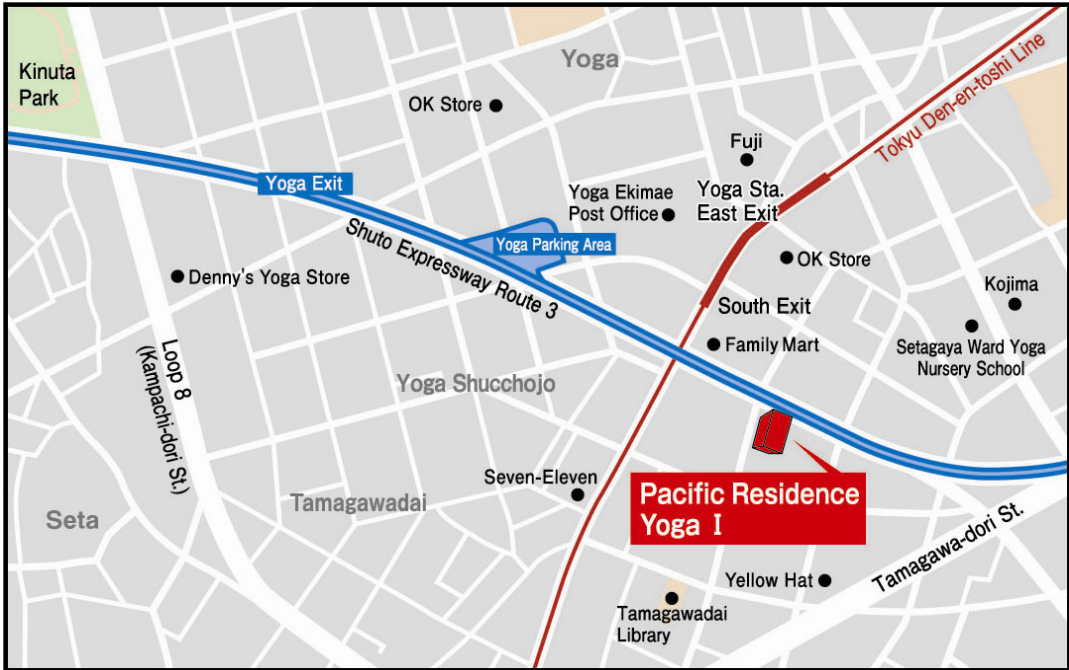 Yoga
Kinuta
Park
OK Store
Tokyu Den-en-toshi Line
Fuji
Yoga Exit
Yoga Ekimae
Post Office
Yoga Sta.
East Exit
Shuto Expressway Route 3
Yoga Parking Area
Denny's Yoga Store
OK Store
Kojima
South Exit
Setagaya Ward Yoga
Nursery School
Family Mart
Loop 8
(Kampachi-dori St.)
Yoga Shucchojo
Seven-Eleven
Tamagawadai
Seta
Pacific Residence
Yoga I
Tamagawa-dori St.
Yellow Hat
Tamagawadai
Library